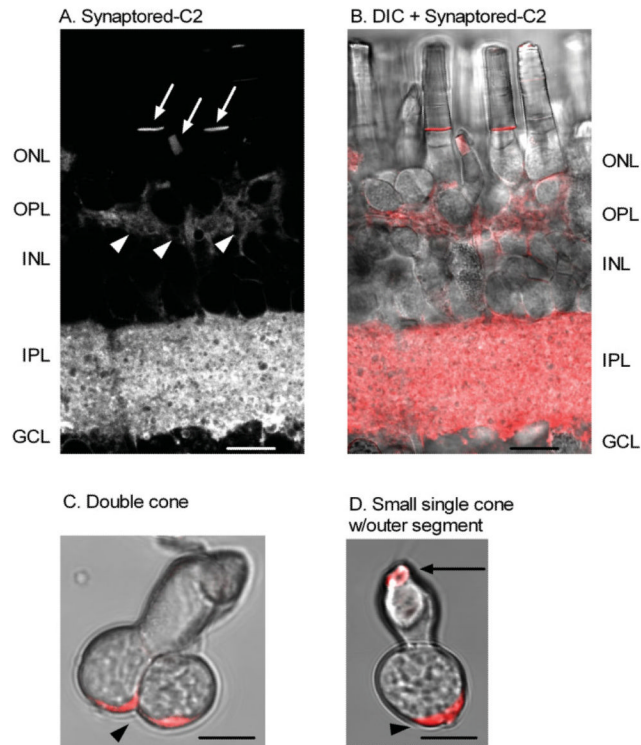 A. Synaptored-C2
B. DIC + Synaptored-C2
ONL
OPL
INL
IPL
GCL
ONL
OPL
INL
IPL
GCL
C. Double cone
D. Small single cone
w/outer segment